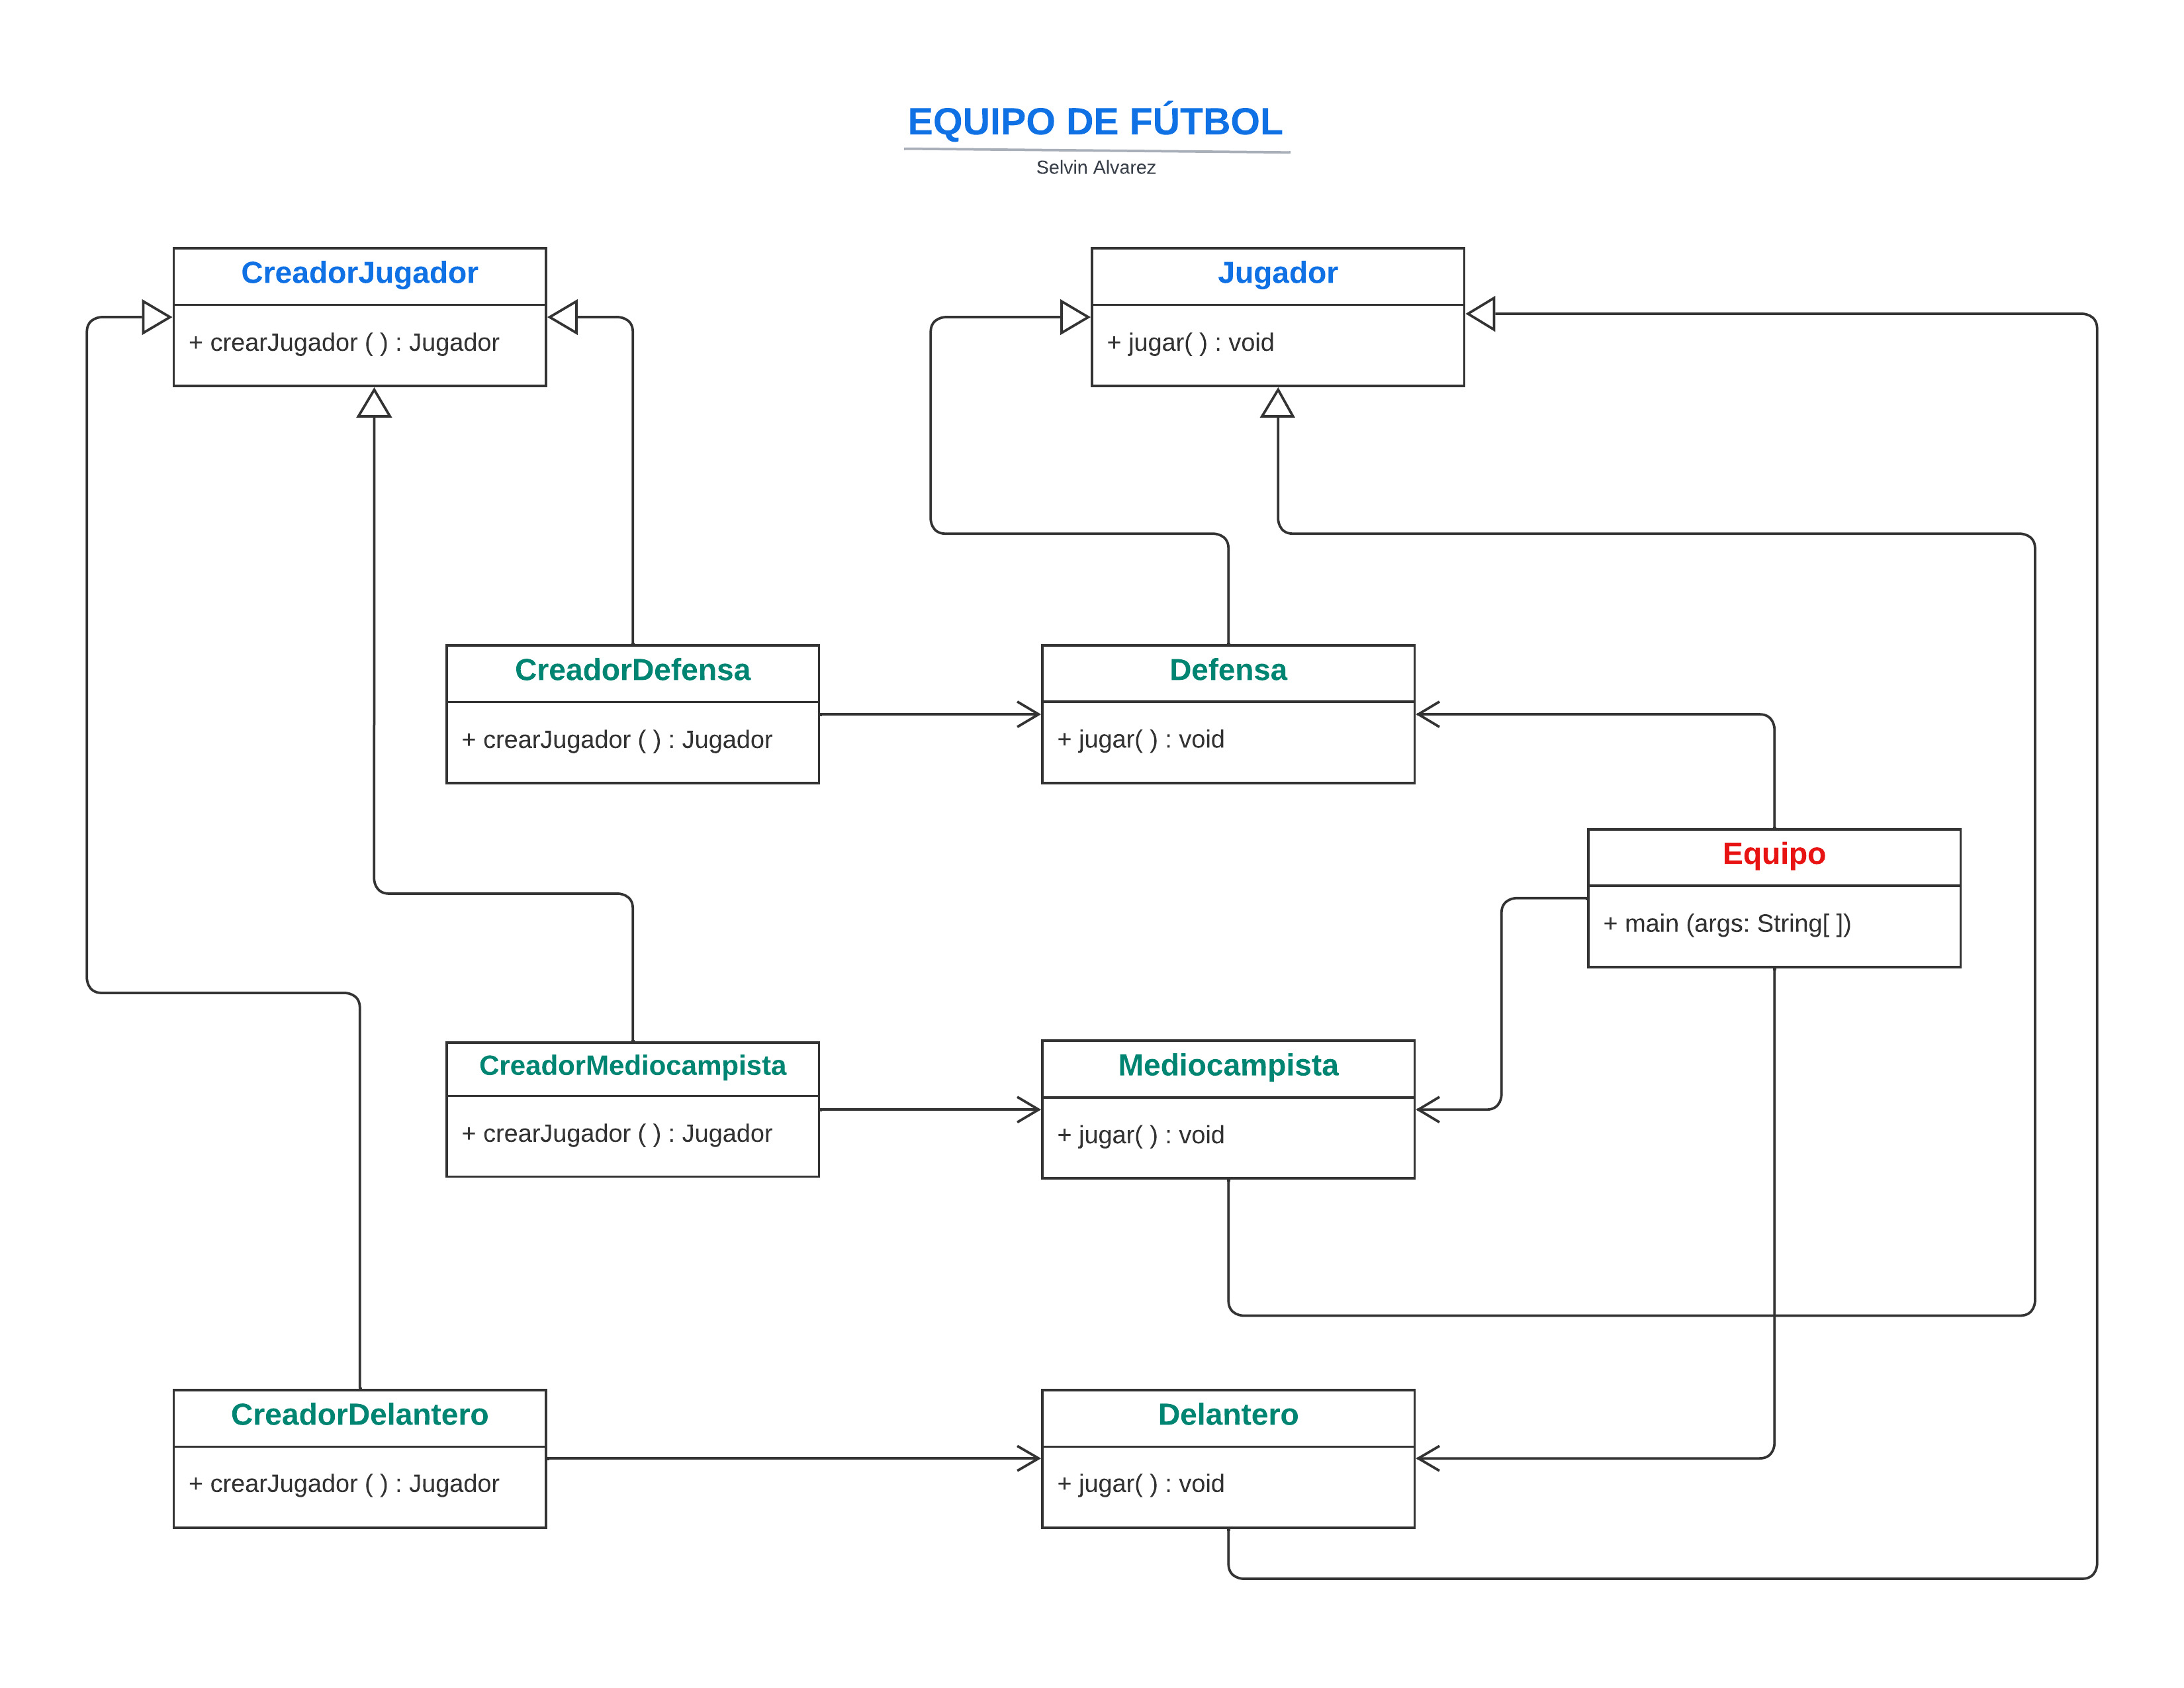 EQUIPO DE FÚTBOL
Selvin Alvarez
CreadorJugador
+ crearJugador ( ) : Jugador
Jugador
+ jugar( ) : void
CreadorDefensa
+ crearJugador ( ) : Jugador
Defensa
+ jugar( ) : void
Equipo
+ main (args: String[ ])
CreadorMediocampista
+ crearJugador ( ) : Jugador
Mediocampista
+ jugar( ) : void
CreadorDelantero
+ crearJugador ( ) : Jugador
Delantero
+ jugar( ) : void